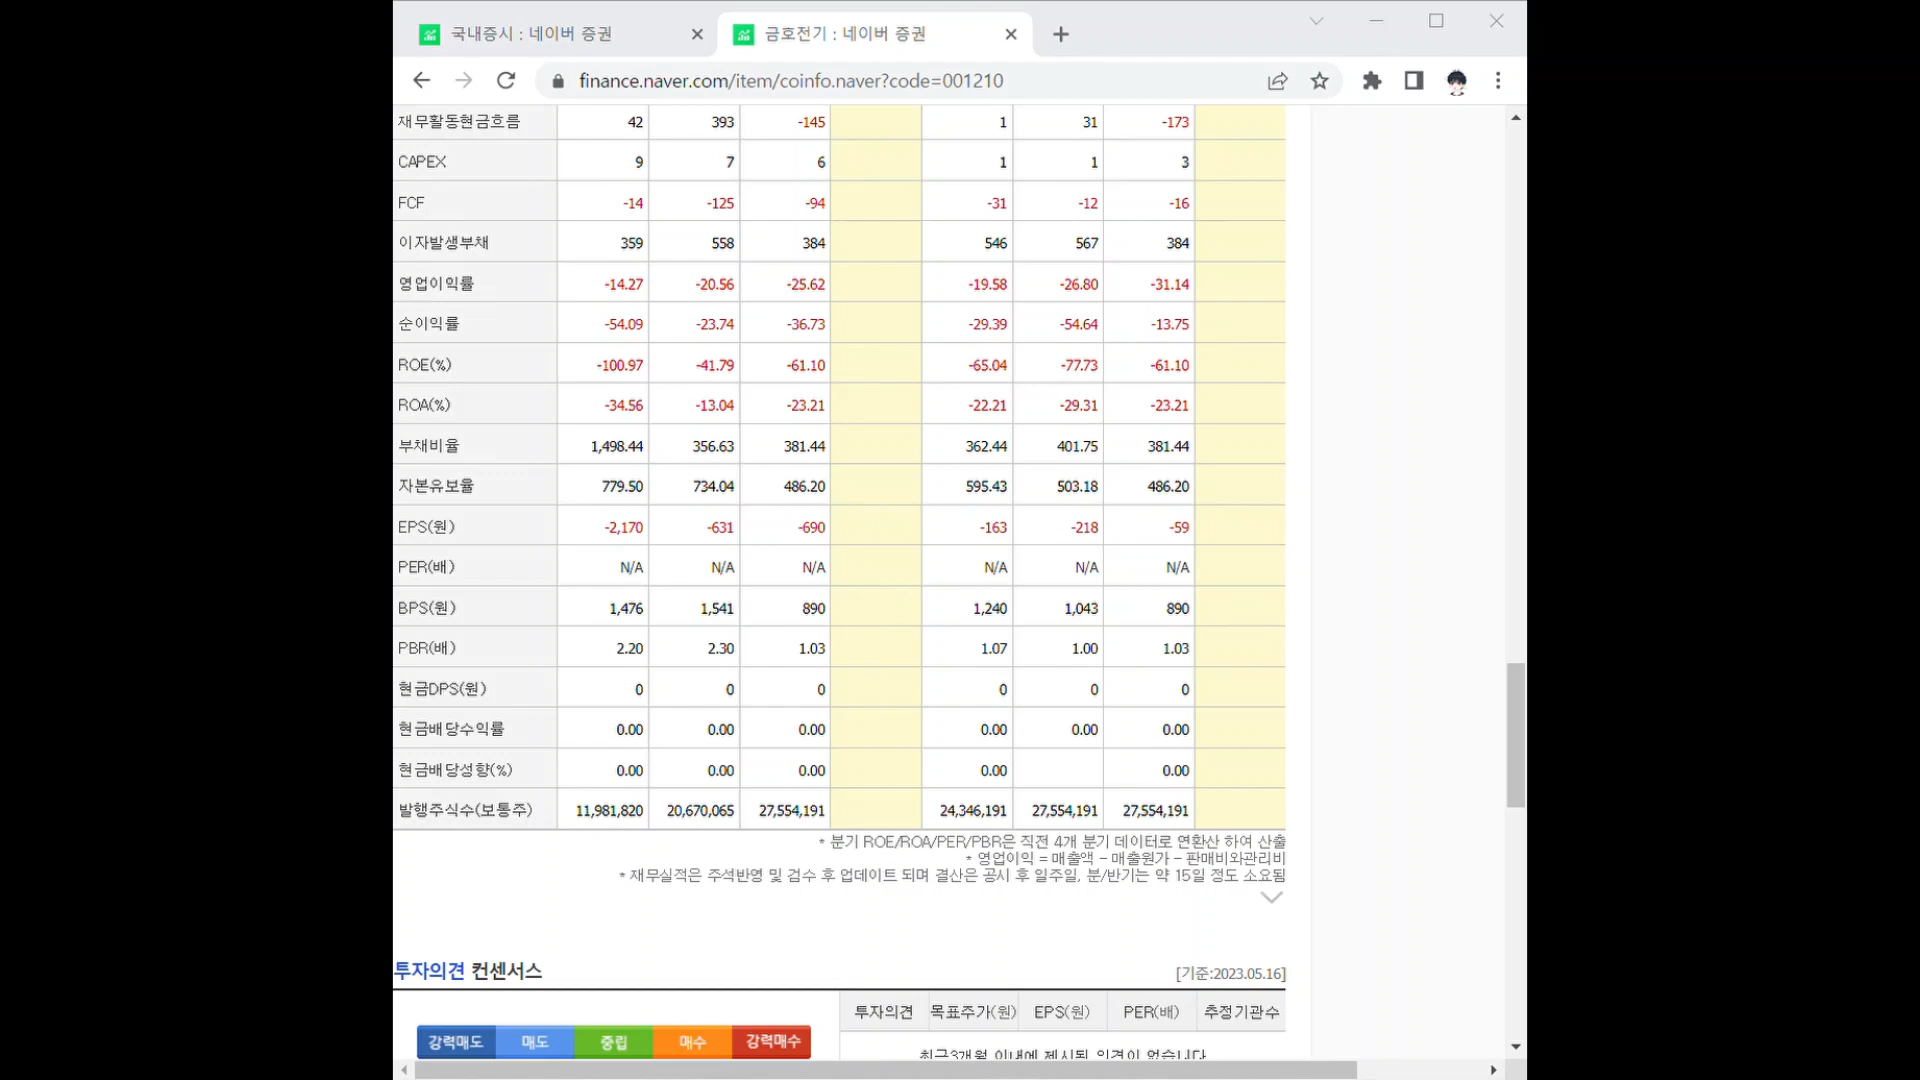 국내증시 : 네이버 증권
금호전기 : 네이버 증권
finance.naver.com/item/coinfo.naver?code=001210
재무활동현금흐름 42 393 -145 1 31 -173
CAPEX 9 7 6 1 1 3
FCF -14 -125 -94 -31 -12 -16
이자발생부채 359 558 384 546 567 384
영업이익률 -14.27 -20.56 -25.62 -19.58 -26.80 -31.14
순이익률 -54.09 -23.74 -36.73 -29.39 -54.64 -13.75
ROE(%) -100.97 -41.79 -61.10 -65.04 -77.73 -61.10
ROA(%) -34.56 -13.04 -23.21 -22.21 -29.31 -23.21
부채비율 1,498.44 356.63 381.44 362.44 401.75 381.44
자본유보율 779.50 734.04 486.20 595.43 503.18 486.20
EPS(원) -2,170 -631 -690 -163 -218 -59
PER(배) N/A N/A N/A N/A N/A N/A
BPS(원) 1,476 1,541 890 1,240 1,043 890
PBR(배) 2.20 2.30 1.03 1.07 1.00 1.03
현금DPS(원) 0 0 0 0 0 0
현금배당수익률 0.00 0.00 0.00 0.00 0.00 0.00
현금배당성향(%) 0.00 0.00 0.00 0.00 0.00
발행주식수(보통주) 11,981,820 20,670,065 27,554,191 24,346,191 27,554,191 27,554,191
* 분기 ROE/ROA/PER/PBR은 직전 4개 분기 데이터로 연환산 하여 산출
* 영업이익 = 매출액 - 매출원가 - 판매비와관리비
* 재무실적은 주석반영 및 검수 후 업데이트 되며 결산은 공시 후 일주일, 분/반기는 약 15일 정도 소요됨
투자의견 컨센서스 [기준:2023.05.16]
투자의견 목표주가(원) EPS(원) PER(배) 추정기관수
강력매도 매도 중립 매수 강력매수
최근3개월 이내에 제시된 의견이 없습니다